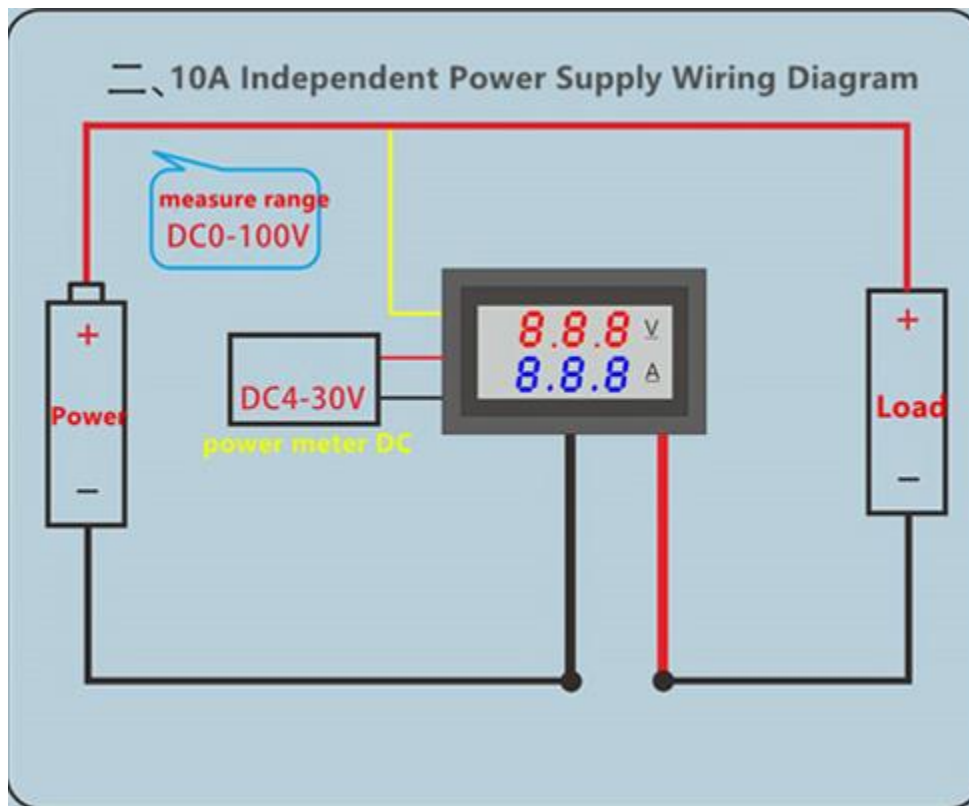 二、10A Independent Power Supply Wiring Diagram
measure range
DC0-100V
+
Power
−
DC4-30V
power meter DC
8.8.8 V
8.8.8 A
+
Load
−